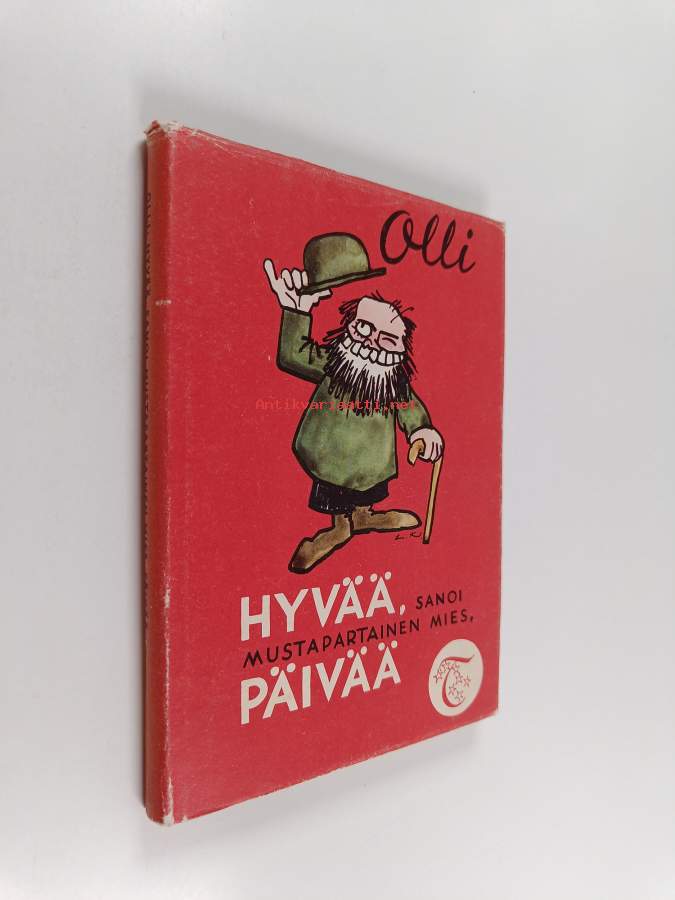 Olli
Antikvariaatti.net
HYVÄÄ, SANOI
MUSTAPARTAINEN MIES,
PÄIVÄÄ
T